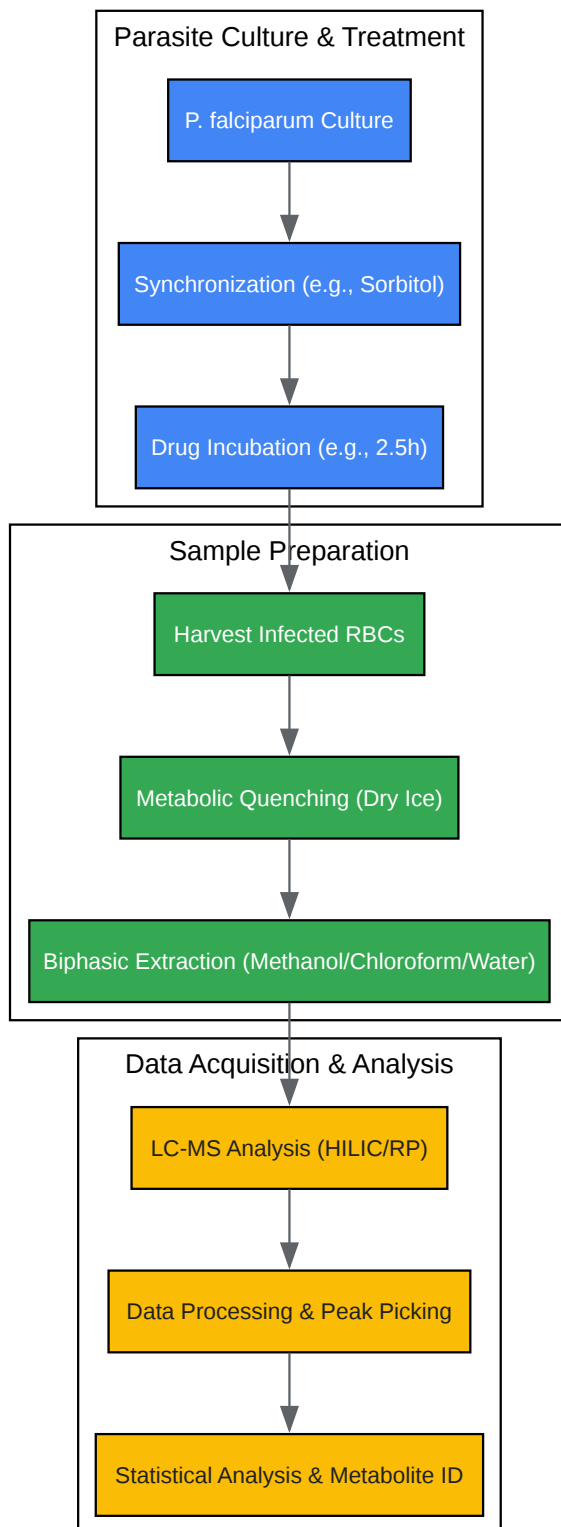 Parasite Culture & Treatment
P. falciparum Culture
Synchronization (e.g., Sorbitol)
Drug Incubation (e.g., 2.5h)
Sample Preparation
Harvest Infected RBCs
Metabolic Quenching (Dry Ice)
Biphasic Extraction (Methanol/Chloroform/Water)
Data Acquisition & Analysis
LC-MS Analysis (HILIC/RP)
Data Processing & Peak Picking
Statistical Analysis & Metabolite ID